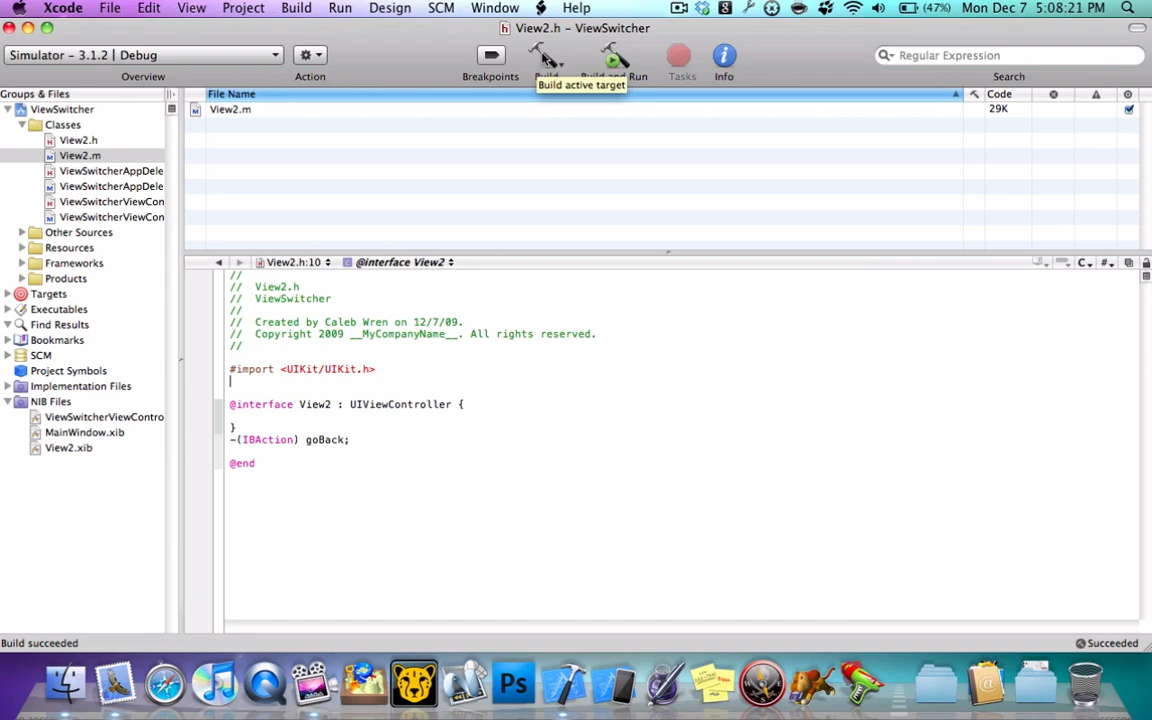 Xcode File Edit View Project Build Run Design SCM Window Help (47%) Mon Dec 7 5:08:21 PM
View2.h – ViewSwitcher
Simulator – 3.1.2 | Debug
Regular Expression
Overview Action Breakpoints Build Build and Run Tasks Info Search
Build active target
Groups & Files File Name Code
ViewSwitcher View2.m 29K
Classes
View2.h
View2.m
ViewSwitcherAppDele
ViewSwitcherAppDele
ViewSwitcherViewCon
ViewSwitcherViewCon
Other Sources
Resources
Frameworks
Products
Targets
Executables
Find Results
Bookmarks
SCM
Project Symbols
Implementation Files
NIB Files
ViewSwitcherViewContro
MainWindow.xib
View2.xib
View2.h:10 @interface View2 C #
//
// View2.h
// ViewSwitcher
//
// Created by Caleb Wren on 12/7/09.
// Copyright 2009 __MyCompanyName__. All rights reserved.
//
#import <UIKit/UIKit.h>
@interface View2 : UIViewController {
}
-(IBAction) goBack;
@end
Build succeeded Succeeded
Ps